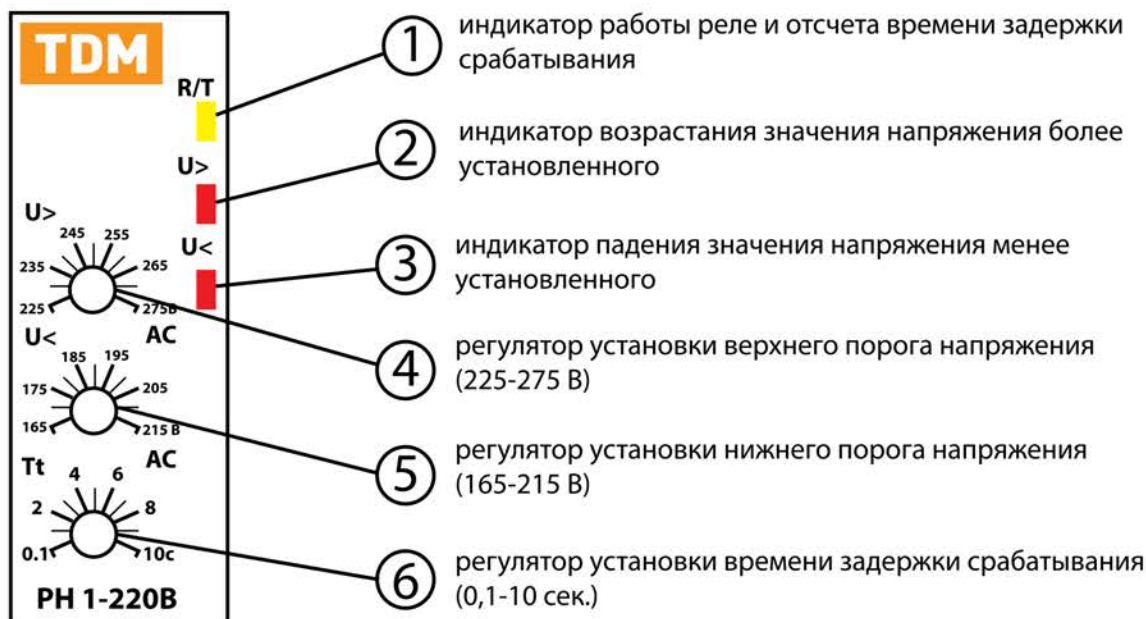 TDM
R/T
U>
U<
U>
245 255
235 265
225 275В
AC
U<
185 195
175 205
165 215 В
AC
Tt
4 6
2 8
0.1 10с
РН 1-220В
1 индикатор работы реле и отсчета времени задержки
срабатывания
2 индикатор возрастания значения напряжения более
установленного
3 индикатор падения значения напряжения менее
установленного
4 регулятор установки верхнего порога напряжения
(225-275 В)
5 регулятор установки нижнего порога напряжения
(165-215 В)
6 регулятор установки времени задержки срабатывания
(0,1-10 сек.)